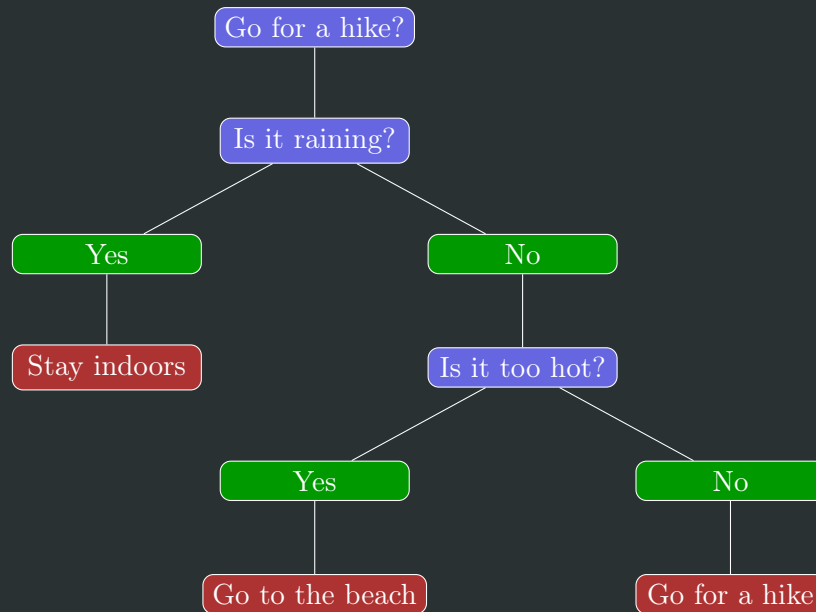 Go for a hike?
Is it raining?
Yes
No
Stay indoors
Is it too hot?
Yes
No
Go to the beach
Go for a hike